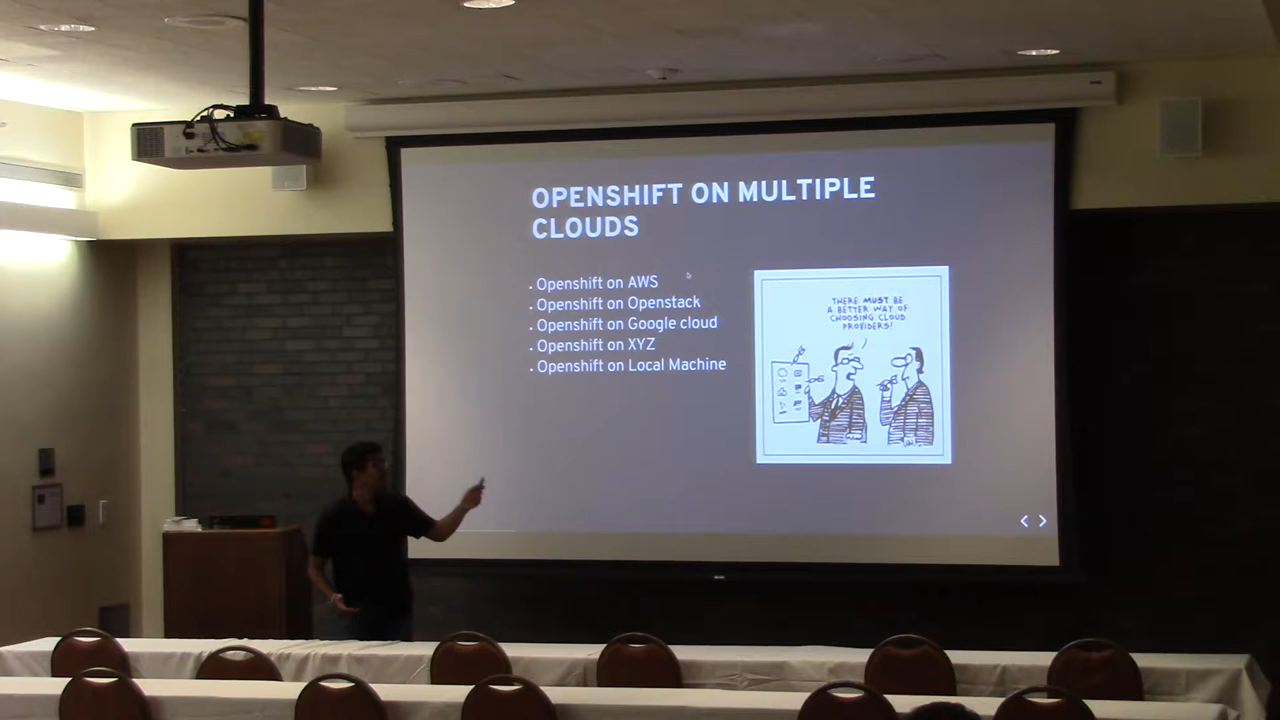 OPENSHIFT ON MULTIPLE
CLOUDS
. Openshift on AWS
. Openshift on Openstack
. Openshift on Google cloud
. Openshift on XYZ
. Openshift on Local Machine
THERE MUST BE
A BETTER WAY OF
CHOOSING CLOUD
PROVIDERS!